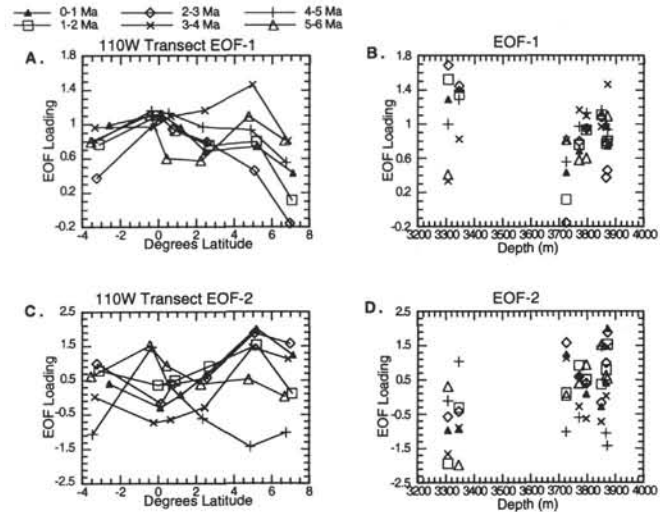 0-1 Ma 2-3 Ma 4-5 Ma
1-2 Ma 3-4 Ma 5-6 Ma
A. 110W Transect EOF-1
EOF Loading
1.8
1.4
1
0.6
0.2
-0.2
-4 -2 0 2 4 6 8
Degrees Latitude
B. EOF-1
EOF Loading
1.8
1.4
1
0.6
0.2
-0.2
3200 3300 3400 3500 3600 3700 3800 3900 4000
Depth (m)
C. 110W Transect EOF-2
EOF Loading
2.5
1.5
0.5
-0.5
-1.5
-2.5
-4 -2 0 2 4 6 8
Degrees Latitude
D. EOF-2
EOF Loading
2.5
1.5
0.5
-0.5
-1.5
-2.5
3200 3300 3400 3500 3600 3700 3800 3900 4000
Depth (m)